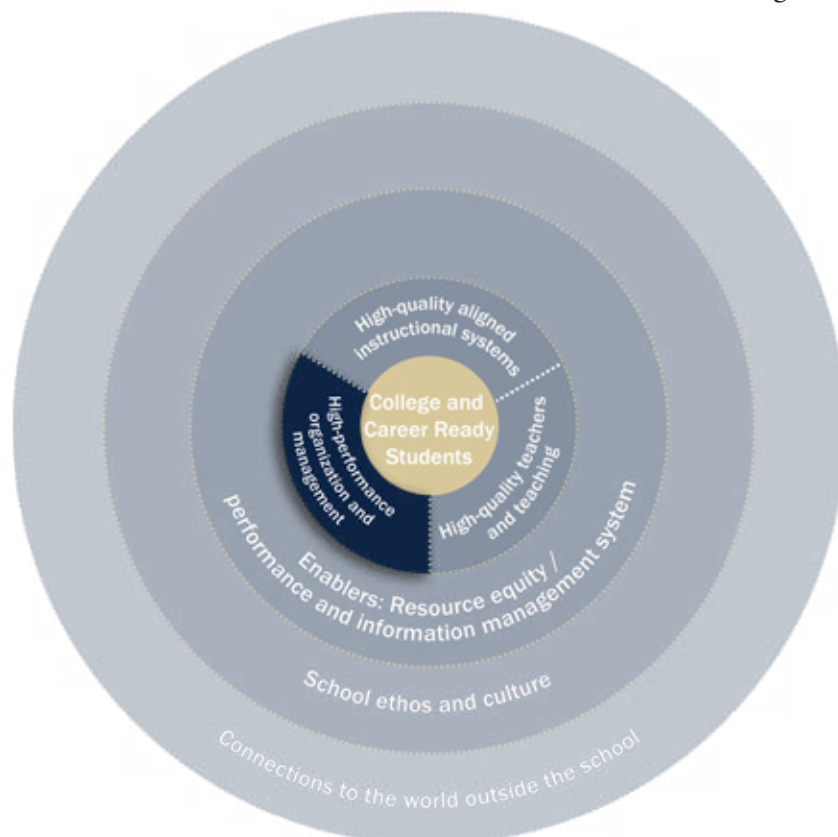 High-quality aligned
instructional systems
College and
Career Ready
Students
High-performance
organization and
management
High-quality teachers
and teaching
Enablers: Resource equity /
performance and information management system
School ethos and culture
Connections to the world outside the school